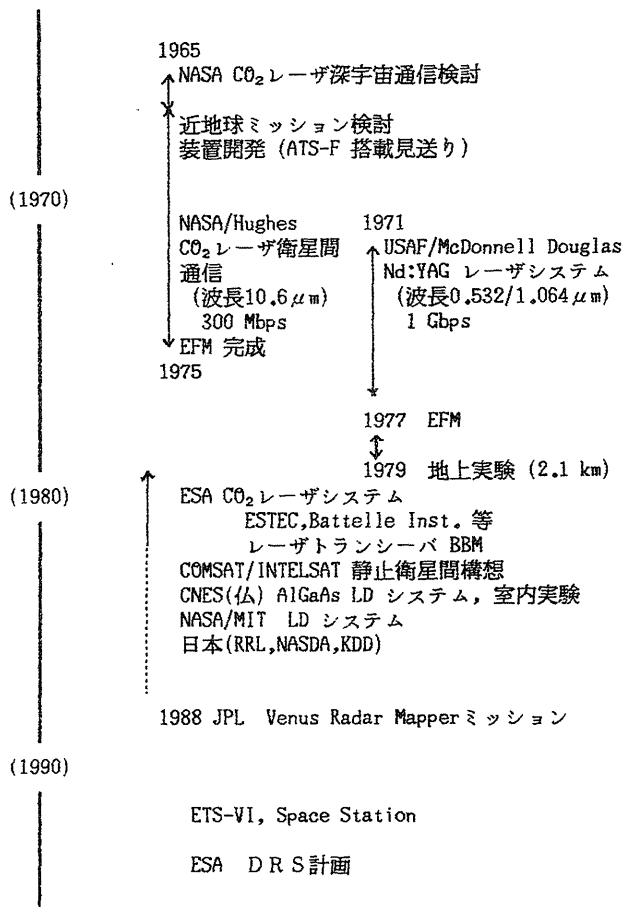 1965
NASA CO₂レーザ深宇宙通信検討
近地球ミッション検討
装置開発 (ATS-F 搭載見送り)
(1970)
NASA/Hughes
CO₂レーザ衛星間
通信
(波長10.6μm)
300 Mbps
EFM 完成
1975
1971
USAF/McDonnell Douglas
Nd:YAG レーザシステム
(波長0.532/1.064μm)
1 Gbps
1977 EFM
1979 地上実験 (2.1 km)
(1980)
ESA CO₂レーザシステム
ESTEC,Battelle Inst. 等
レーザトランシーバ BBM
COMSAT/INTELSAT 静止衛星間構想
CNES(仏) AlGaAs LD システム, 室内実験
NASA/MIT LD システム
日本(RRL,NASDA,KDD)
1988 JPL Venus Radar Mapperミッション
(1990)
ETS-VI, Space Station
ESA DRS計画